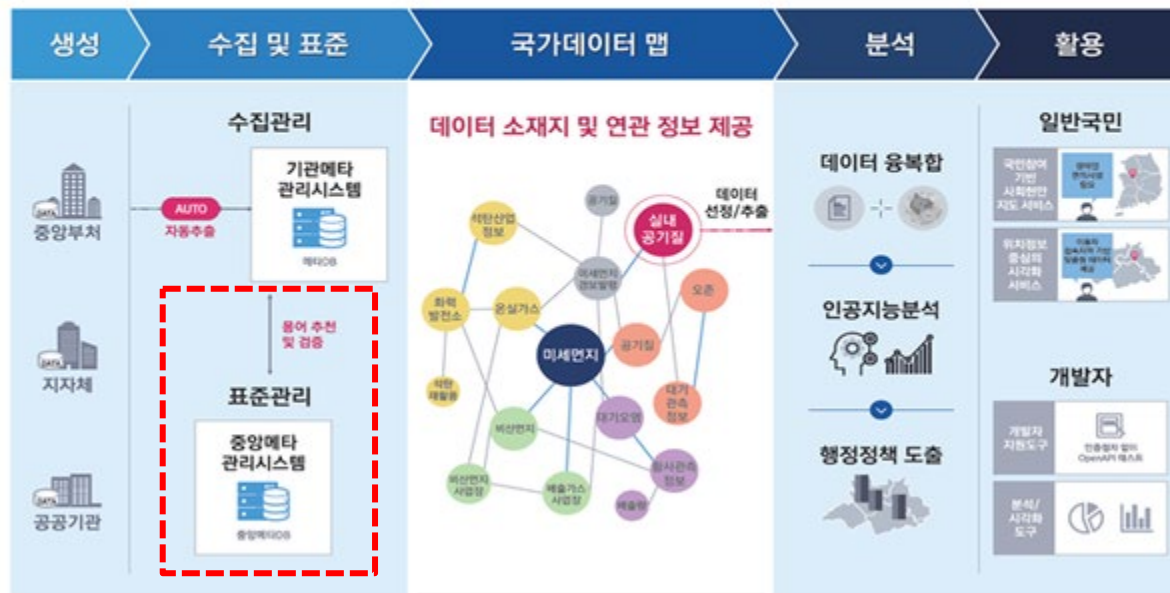 생성
수집 및 표준
국가데이터 맵
분석
활용
DATA
중앙부처
DATA
지자체
DATA
공공기관
수집관리
AUTO
자동추출
기관메타
관리시스템
메타DB
용어 추천
및 검증
표준관리
중앙메타
관리시스템
중앙메타DB
데이터 소재지 및 연관 정보 제공
공기질
석탄산업
정보
실내
공기질
데이터
선정/추출
미세먼지
경보발령
오존
화력
발전소
온실가스
미세먼지
공기질
석탄
재활용
대기
관측
정보
비산먼지
대기오염
비산먼지
사업장
배출가스
사업장
황사관측
정보
배출량
데이터 융복합
인공지능분석
행정정책 도출
일반국민
국민참여
기반
사회현안
지도 서비스
위치정보
중심의
시각화
서비스
개발자
개발자
지원도구
인증절차 없이
OpenAPI 테스트
분석/
시각화
도구